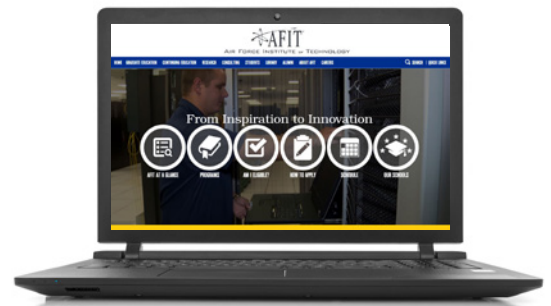 AFIT
AIR FORCE INSTITUTE of TECHNOLOGY
HOME GRADUATE EDUCATION CONTINUING EDUCATION RESEARCH CONSULTING STUDENTS LIBRARY ALUMNI ABOUT AFIT CAREERS SEARCH QUICK LINKS
From Inspiration to Innovation
AFIT AT A GLANCE PROGRAMS AM I ELIGIBLE? HOW TO APPLY SCHEDULE OUR SCHOOLS